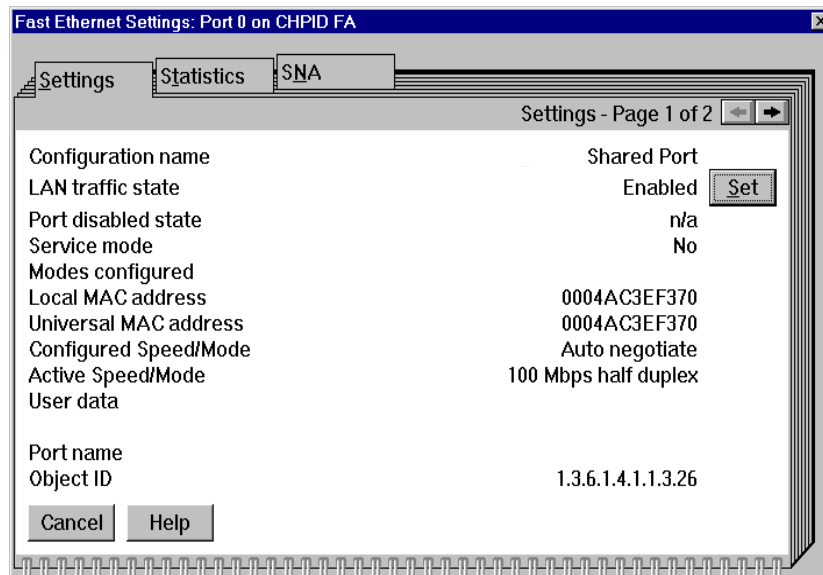 Fast Ethernet Settings: Port 0 on CHPID FA
Settings
Statistics
SNA
Settings - Page 1 of 2
Configuration name Shared Port
LAN traffic state Enabled Set
Port disabled state n/a
Service mode No
Modes configured
Local MAC address 0004AC3EF370
Universal MAC address 0004AC3EF370
Configured Speed/Mode Auto negotiate
Active Speed/Mode 100 Mbps half duplex
User data
Port name
Object ID 1.3.6.1.4.1.1.3.26
Cancel Help